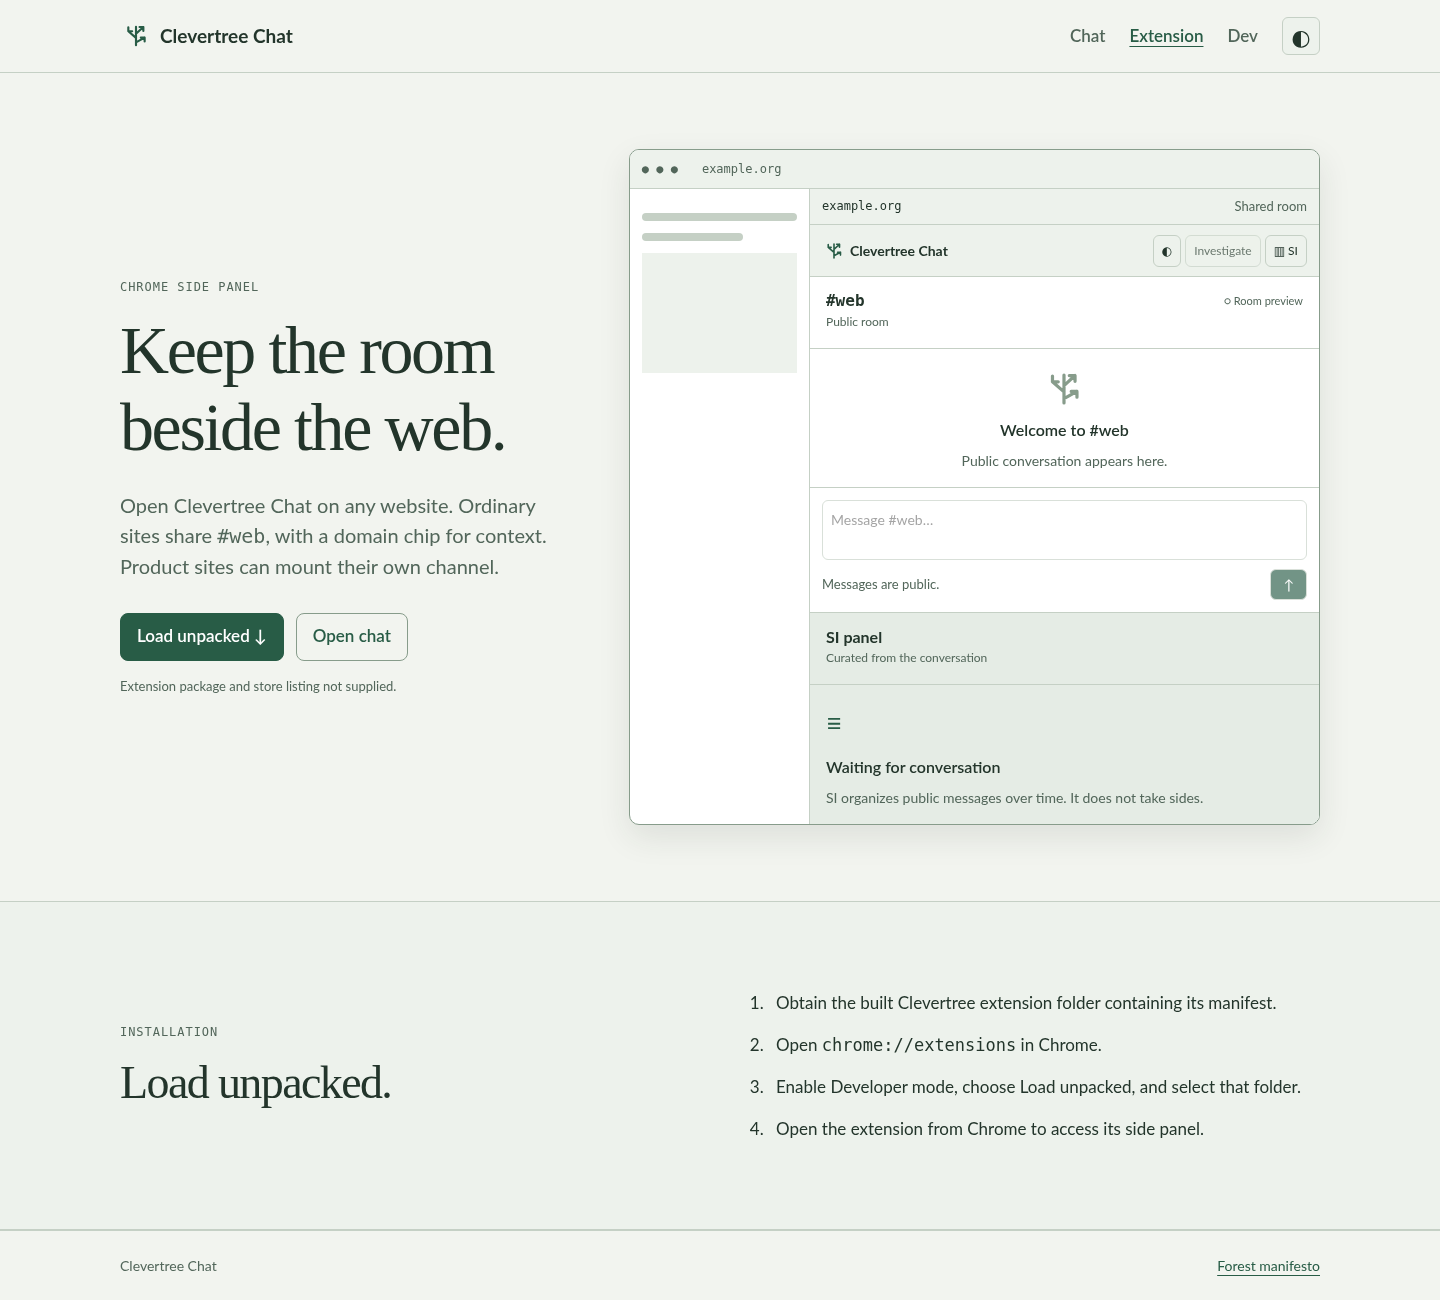 Clevertree Chat
Chat Extension Dev
example.org
example.org Shared room
Clevertree Chat Investigate SI
#web
Room preview
Public room
Welcome to #web
Public conversation appears here.
Message #web…
Messages are public.
↑
SI panel
Curated from the conversation
Waiting for conversation
SI organizes public messages over time. It does not take sides.
CHROME SIDE PANEL
Keep the room
beside the web.
Open Clevertree Chat on any website. Ordinary
sites share #web, with a domain chip for context.
Product sites can mount their own channel.
Load unpacked ↓ Open chat
Extension package and store listing not supplied.
INSTALLATION
Load unpacked.
1. Obtain the built Clevertree extension folder containing its manifest.
2. Open chrome://extensions in Chrome.
3. Enable Developer mode, choose Load unpacked, and select that folder.
4. Open the extension from Chrome to access its side panel.
Clevertree Chat Forest manifesto